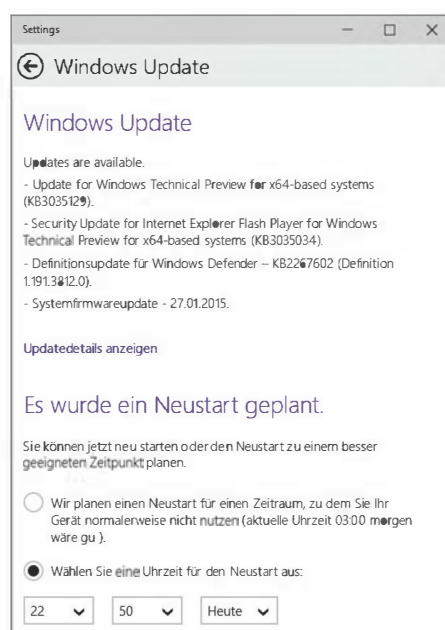 Settings
Windows Update
Windows Update
Updates are available.
- Update for Windows Technical Preview for x64-based systems
(KB3035129).
- Security Update for Internet Explorer Flash Player for Windows
Technical Preview for x64-based systems (KB3035034).
- Definitionsupdate für Windows Defender – KB2267602 (Definition
1.191.3812.0).
- Systemfirmwareupdate - 27.01.2015.
Updatedetails anzeigen
Es wurde ein Neustart geplant.
Sie können jetzt neu starten oder den Neustart zu einem besser
geeigneten Zeitpunkt planen.
Wir planen einen Neustart für einen Zeitraum, zu dem Sie Ihr
Gerät normalerweise nicht nutzen (aktuelle Uhrzeit 03:00 morgen
wäre gu ).
Wählen Sie eine Uhrzeit für den Neustart aus:
22 50 Heute